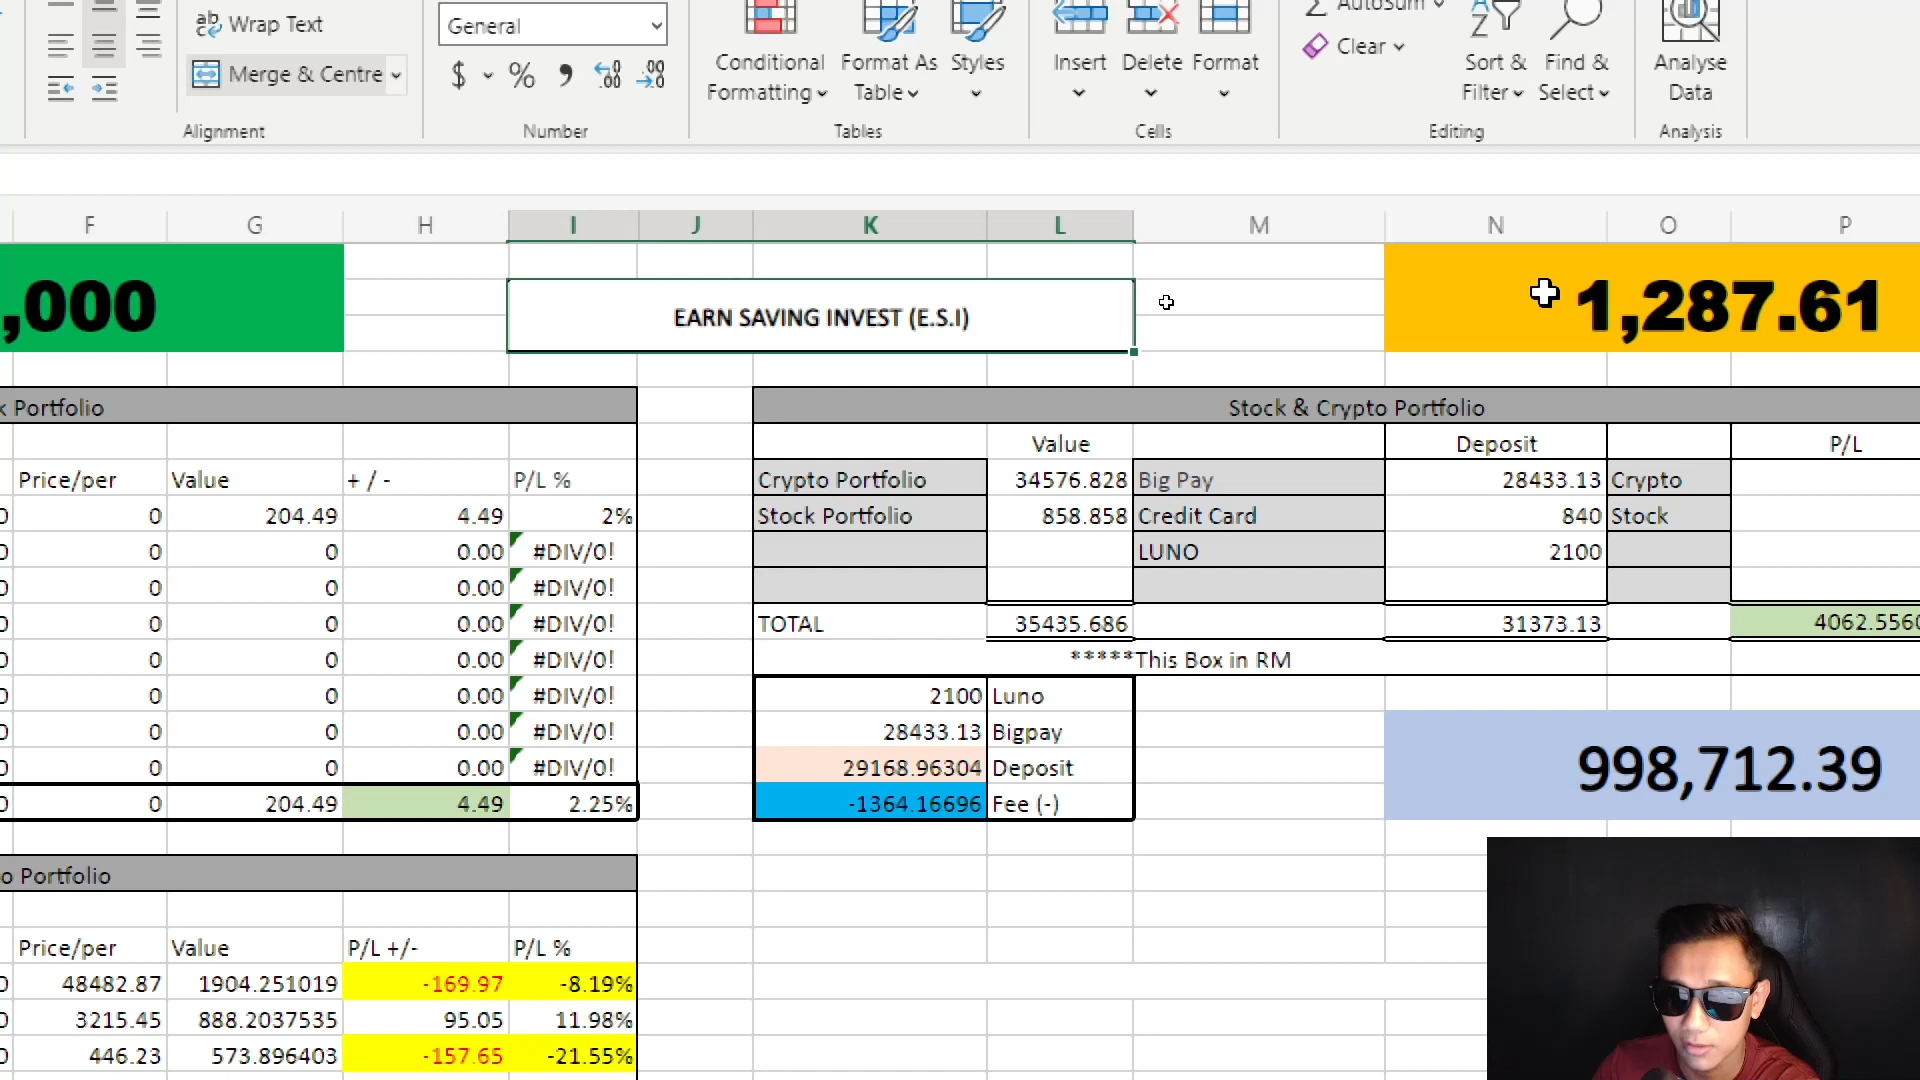 Wrap Text
General
AutoSum
Clear
Merge & Centre
$ % ,
Conditional Formatting
Format As Table
Styles
Insert
Delete
Format
Sort & Filter
Find & Select
Analyse Data
Alignment
Number
Tables
Cells
Editing
Analysis
F G H I J K L M N O P
,000
EARN SAVING INVEST (E.S.I)
1,287.61
Portfolio
Price/per Value + / - P/L %
0 204.49 4.49 2%
0 0 0.00 #DIV/0!
0 0 0.00 #DIV/0!
0 0 0.00 #DIV/0!
0 0 0.00 #DIV/0!
0 0 0.00 #DIV/0!
0 0 0.00 #DIV/0!
0 0 0.00 #DIV/0!
0 204.49 4.49 2.25%
Stock & Crypto Portfolio
Value Deposit P/L
Crypto Portfolio 34576.828 Big Pay 28433.13 Crypto
Stock Portfolio 858.858 Credit Card 840 Stock
LUNO 2100
TOTAL 35435.686 31373.13 4062.556
*****This Box in RM
2100 Luno
28433.13 Bigpay
29168.96304 Deposit
-1364.16696 Fee (-)
998,712.39
o Portfolio
Price/per Value P/L +/- P/L %
48482.87 1904.251019 -169.97 -8.19%
3215.45 888.2037535 95.05 11.98%
446.23 573.896403 -157.65 -21.55%